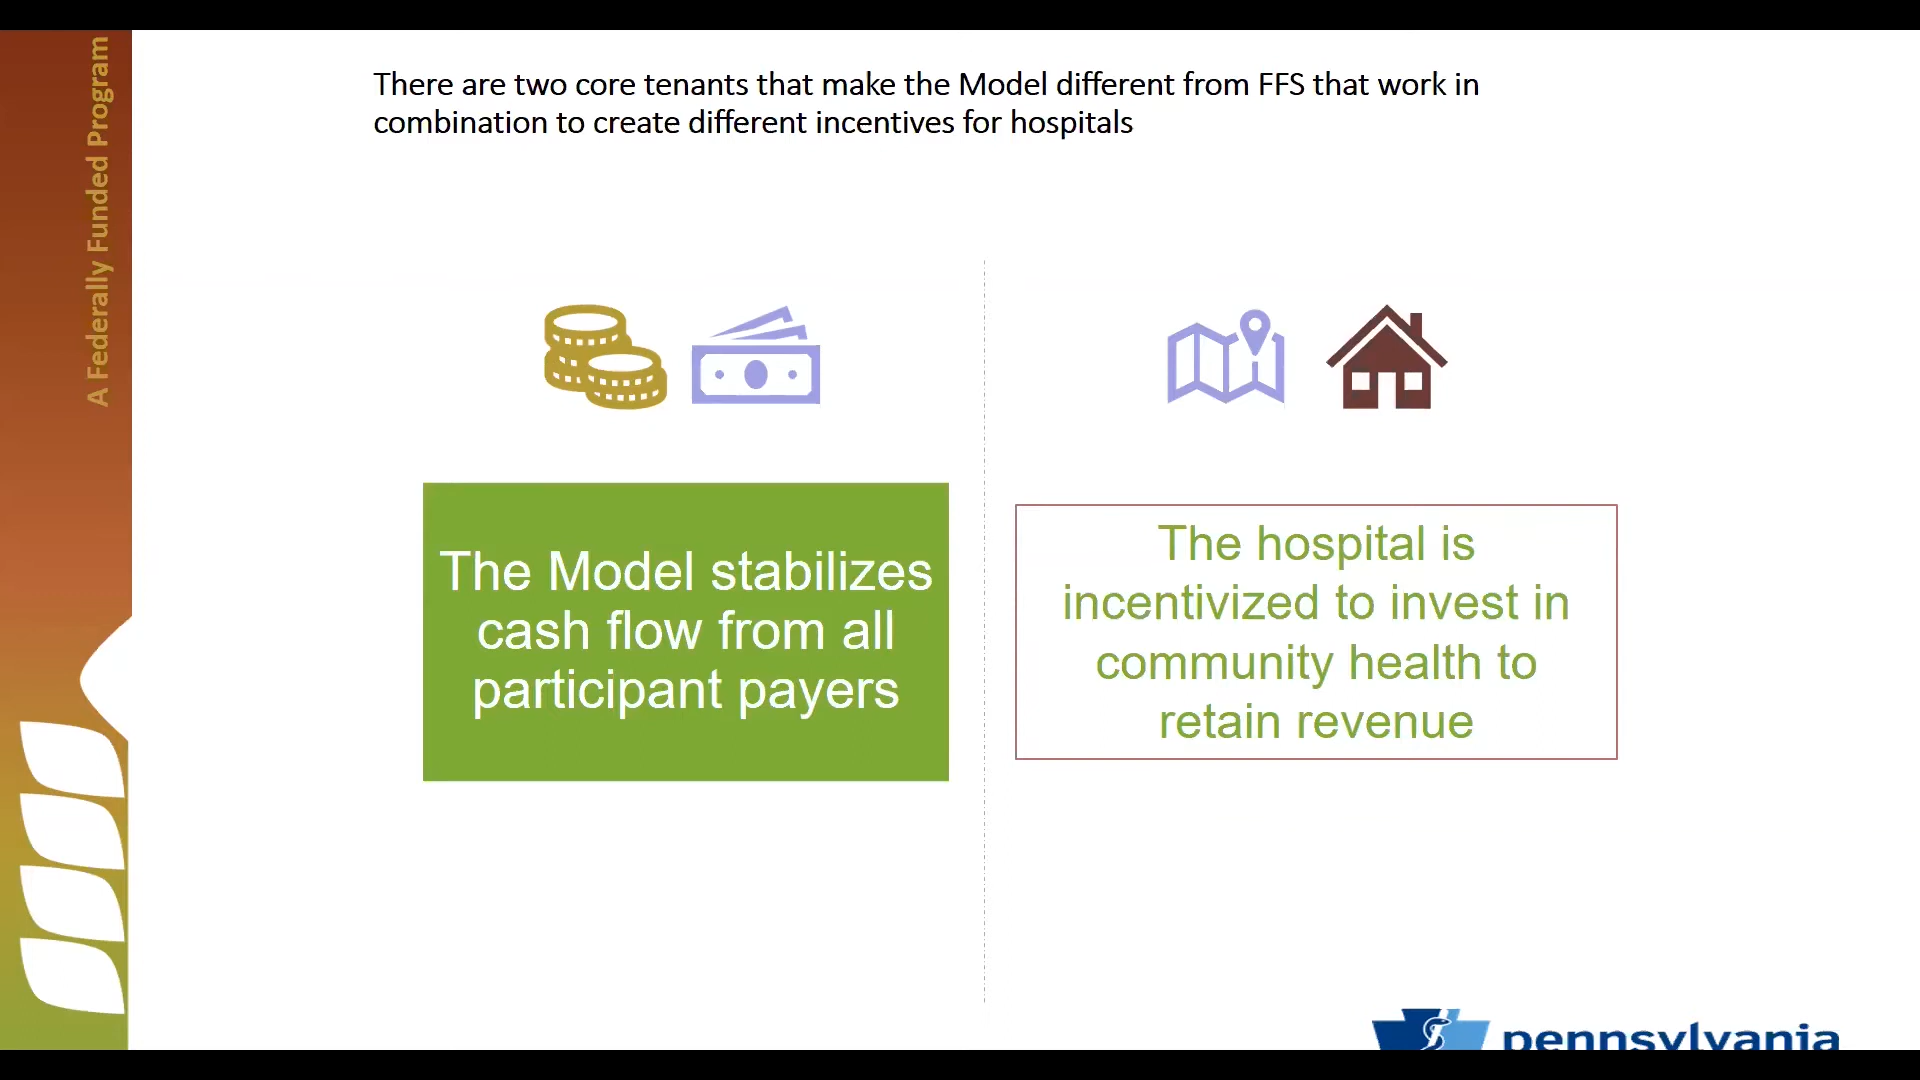 A Federally Funded Program
There are two core tenants that make the Model different from FFS that work in
combination to create different incentives for hospitals
The Model stabilizes
cash flow from all
participant payers
The hospital is
incentivized to invest in
community health to
retain revenue
pennsylvania